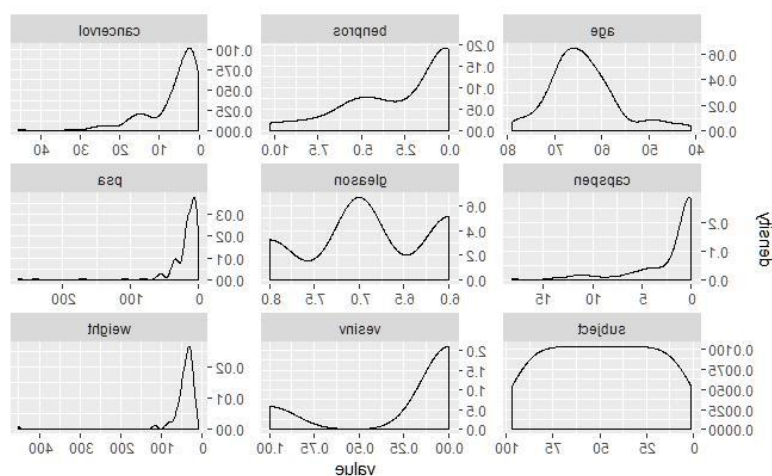 age benpros cancervol
0.06 0.20 0.100
0.04 0.15 0.075
0.02 0.10 0.050
0.00 0.05 0.025
0.00 0.000
40 50 60 70 80 0.0 2.5 5.0 7.5 10.0 0 10 20 30 40
capspen gleason psa
0.2 0.6 0.03
0.1 0.4 0.02
0.0 0.2 0.01
0.0 0.00
0 5 10 15 6.0 6.5 7.0 7.5 8.0 0 100 200
subject vesinv weight
0.0100 2.0 0.02
0.0075 1.5 0.01
0.0050 1.0 0.00
0.0025 0.5
0.0000 0.0
0 25 50 75 100 0.00 0.25 0.50 0.75 1.00 0 100 200 300 400
density
value